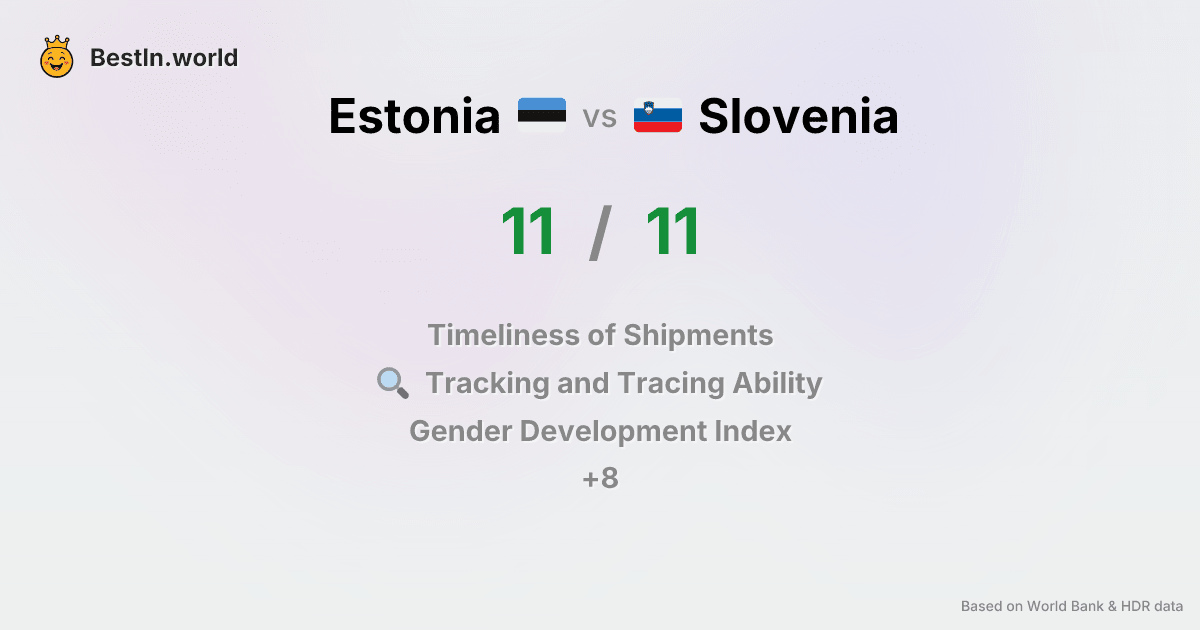 BestIn.world
Estonia vs Slovenia
11 / 11
Timeliness of Shipments
Tracking and Tracing Ability
Gender Development Index
+8
Based on World Bank & HDR data